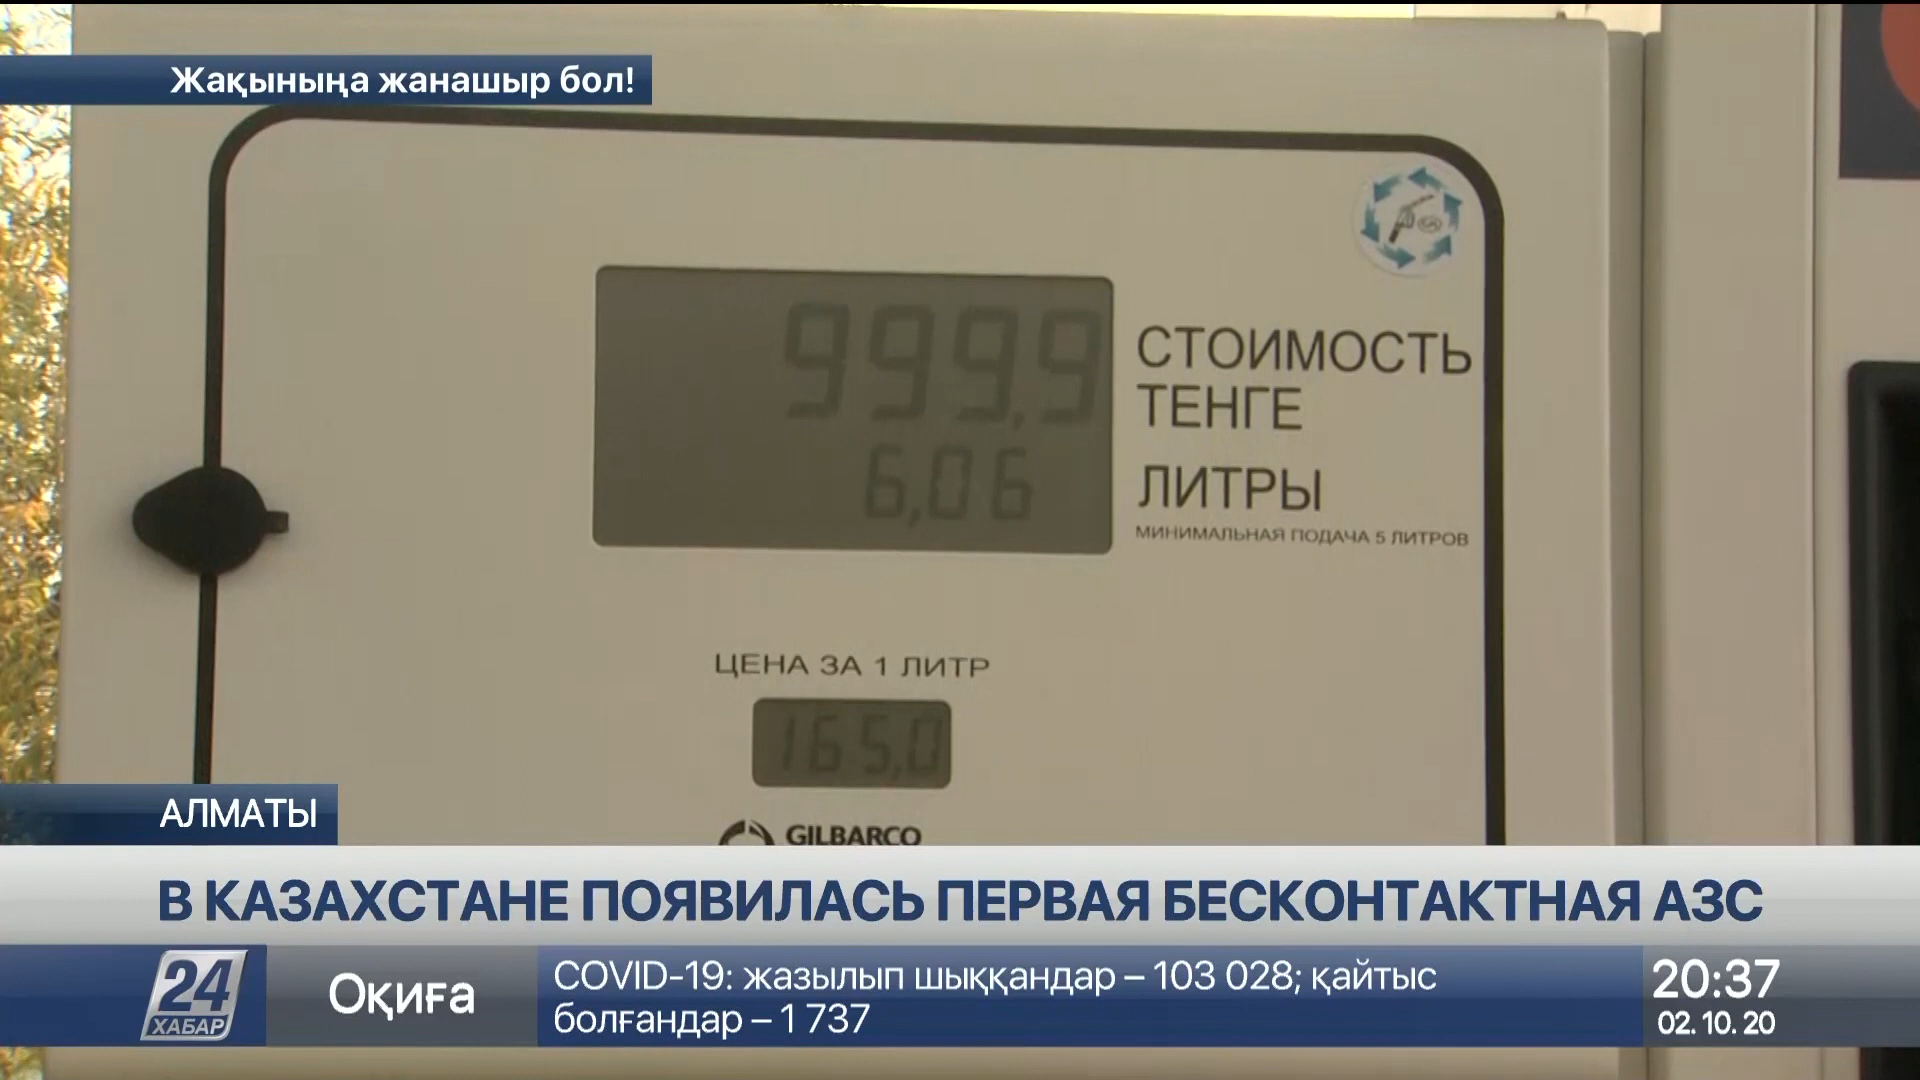 Жақыныңа жанашыр бол!
999,9
СТОИМОСТЬ
ТЕНГЕ
6,06
ЛИТРЫ
МИНИМАЛЬНАЯ ПОДАЧА 5 ЛИТРОВ
ЦЕНА ЗА 1 ЛИТР
165,0
GILBARCO
АЛМАТЫ
В КАЗАХСТАНЕ ПОЯВИЛАСЬ ПЕРВАЯ БЕСКОНТАКТНАЯ АЗС
24
ХАБАР
Оқиға
COVID-19: жазылып шыққандар – 103 028; қайтыс
болғандар – 1 737
20:37
02. 10. 20